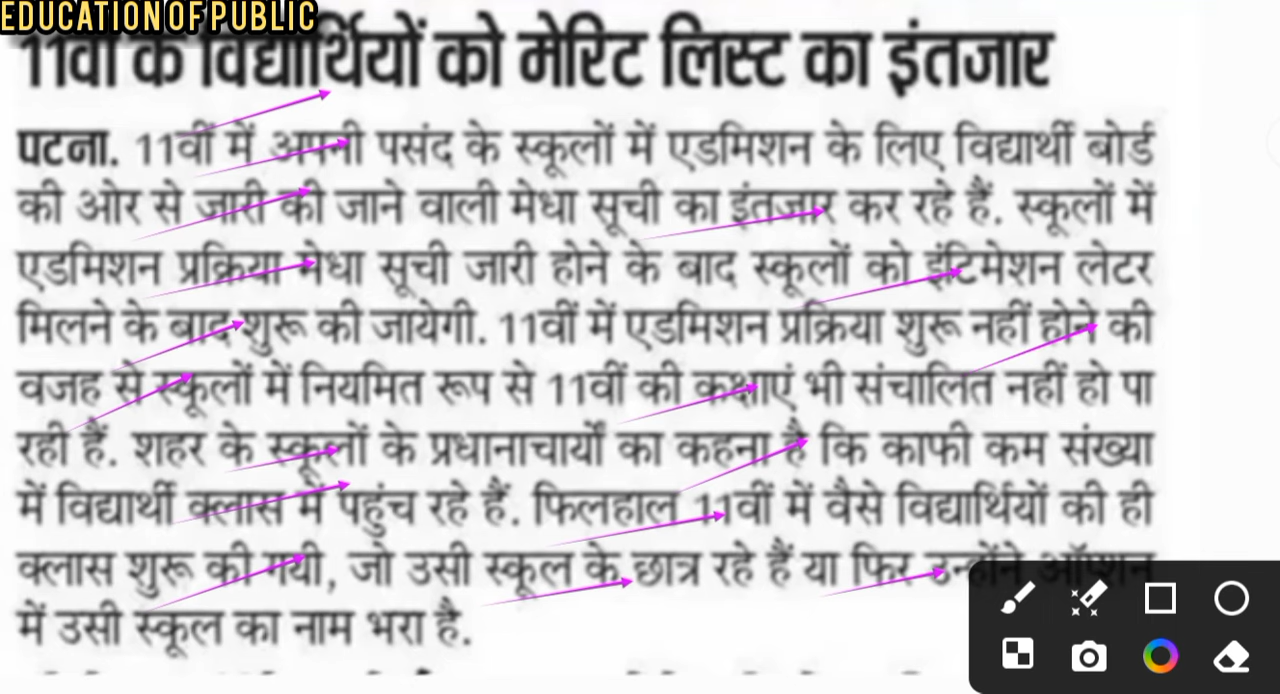 EDUCATION OF PUBLIC
11वीं के विद्यार्थियों को मेरिट लिस्ट का इंतजार
पटना. 11वीं में अपनी पसंद के स्कूलों में एडमिशन के लिए विद्यार्थी बोर्ड
की ओर से जारी की जाने वाली मेधा सूची का इंतजार कर रहे हैं. स्कूलों में
एडमिशन प्रक्रिया मेधा सूची जारी होने के बाद स्कूलों को इंटिमेशन लेटर
मिलने के बाद शुरू की जायेगी. 11वीं में एडमिशन प्रक्रिया शुरू नहीं होने की
वजह से स्कूलों में नियमित रूप से 11वीं की कक्षाएं भी संचालित नहीं हो पा
रही हैं. शहर के स्कूलों के प्रधानाचार्यों का कहना है कि काफी कम संख्या
में विद्यार्थी क्लास में पहुंच रहे हैं. फिलहाल 11वीं में वैसे विद्यार्थियों की ही
क्लास शुरू की गयी, जो उसी स्कूल के छात्र रहे हैं या फिर उन्होंने ऑप्शन
में उसी स्कूल का नाम भरा है.